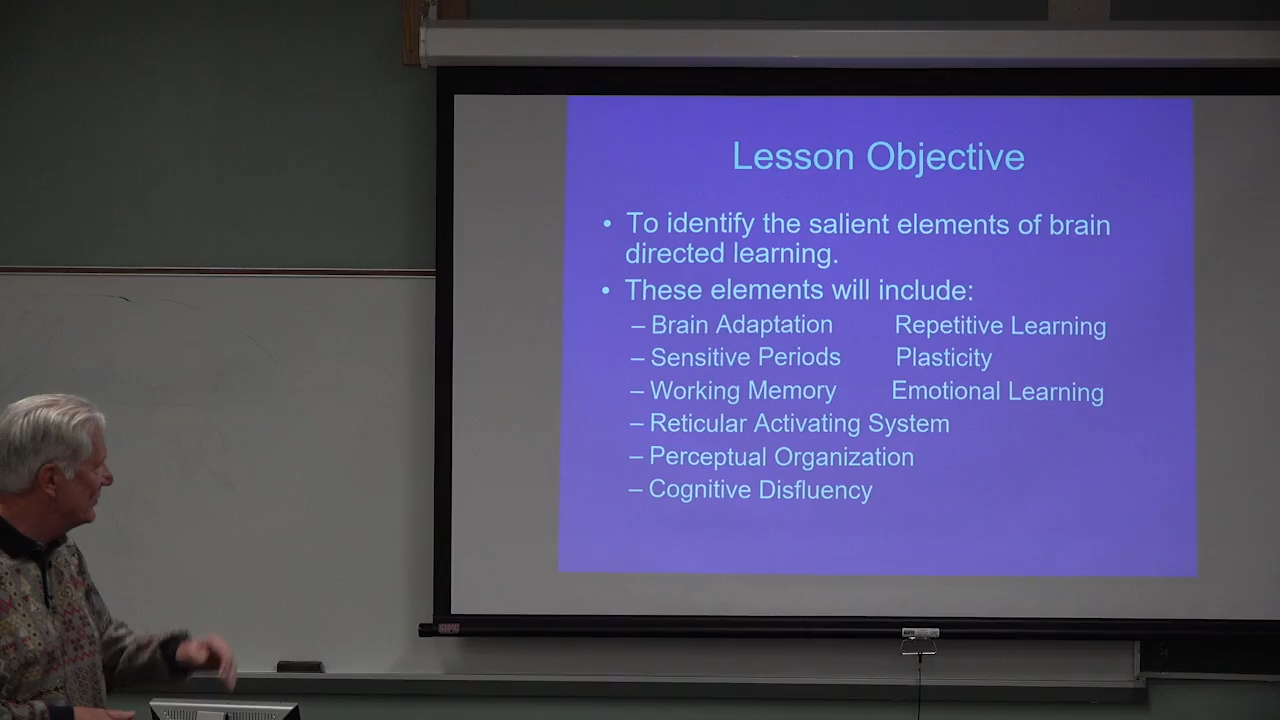 Lesson Objective
• To identify the salient elements of brain
directed learning.
• These elements will include:
– Brain Adaptation Repetitive Learning
– Sensitive Periods Plasticity
– Working Memory Emotional Learning
– Reticular Activating System
– Perceptual Organization
– Cognitive Disfluency